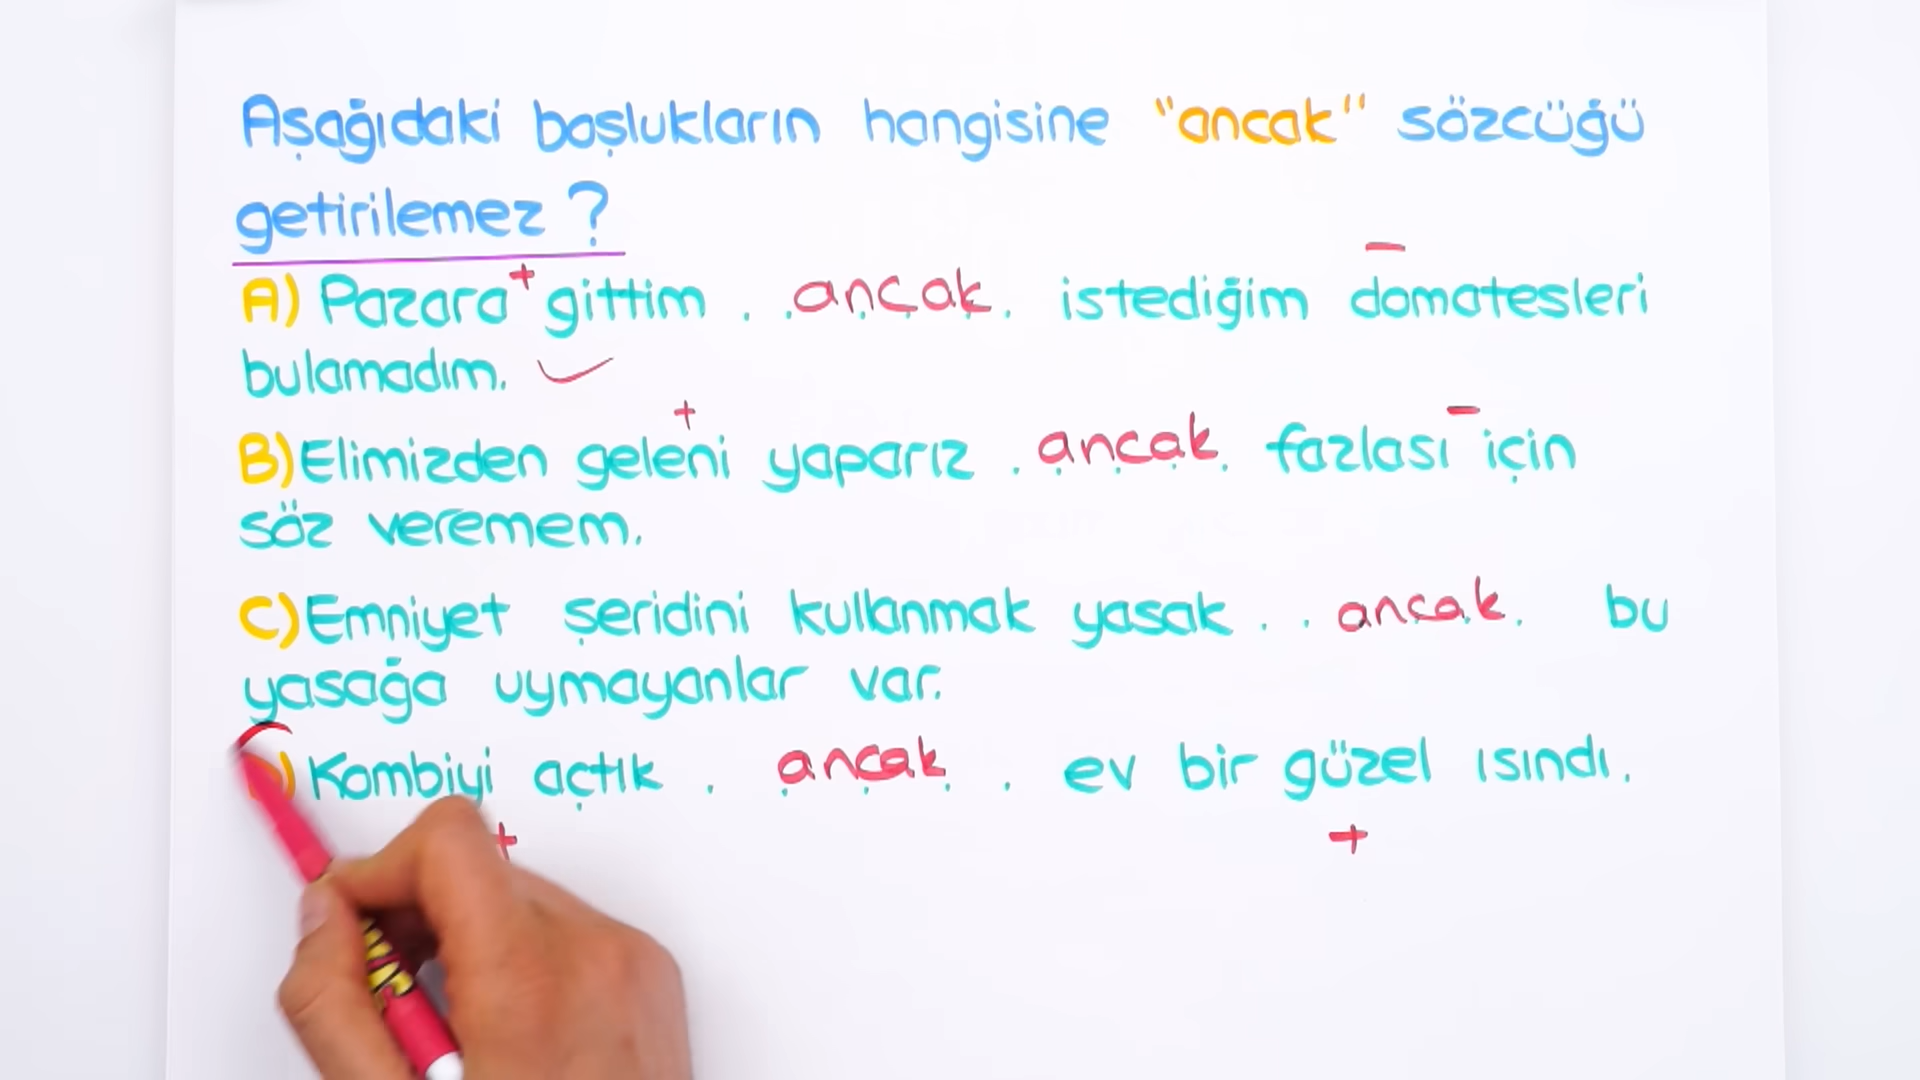 Aşağıdaki boşlukların hangisine "ancak" sözcüğü
getirilemez?
A) Pazara gittim . ancak . istediğim domatesleri
bulamadım.
B) Elimizden geleni yaparız . ancak . fazlası için
söz veremem.
C) Emniyet şeridini kullanmak yasak . . ancak . bu
yasağa uymayanlar var.
) Kombiyi açtık . ancak . ev bir güzel ısındı.